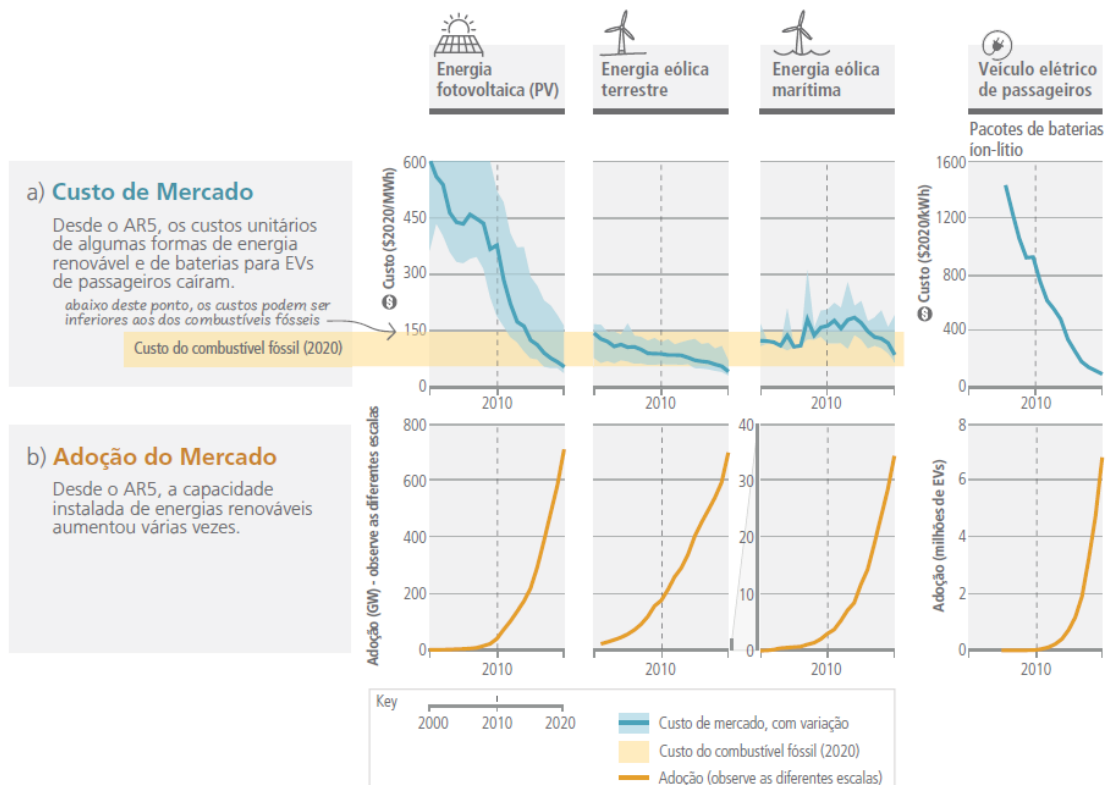 Energia
fotovoltaica (PV)
Energia eólica
terrestre
Energia eólica
marítima
Veículo elétrico
de passageiros
Pacotes de baterias
íon-lítio
a) Custo de Mercado
Desde o AR5, os custos unitários
de algumas formas de energia
renovável e de baterias para EVs
de passageiros caíram.
abaixo deste ponto, os custos podem ser
inferiores aos dos combustíveis fósseis
Custo do combustível fóssil (2020)
$ Custo ($2020/MWh)
600
450
300
150
0
2010
2010
2010
$ Custo ($2020/kWh)
1600
1200
800
400
0
2010
b) Adoção do Mercado
Desde o AR5, a capacidade
instalada de energias renováveis
aumentou várias vezes.
Adoção (GW) - observe as diferentes escalas
800
600
400
200
0
2010
2010
40
30
20
10
0
2010
Adoção (milhões de EVs)
8
6
4
2
0
2010
Key
2000 2010 2020
Custo de mercado, com variação
Custo do combustível fóssil (2020)
Adoção (observe as diferentes escalas)